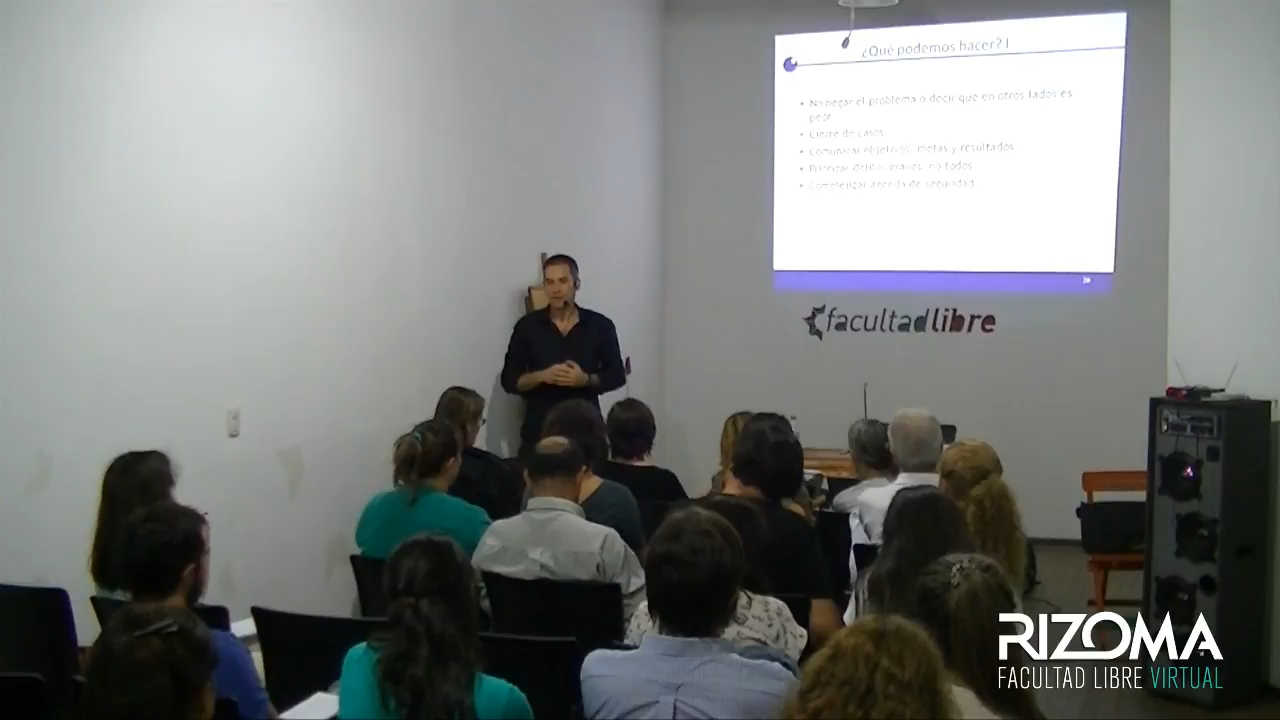 ¿Qué podemos hacer? I
No negar el problema o decir que en otros lados es
peor
Cierre de casos
Comunicar objetivos, metas y resultados
Priorizar delitos graves, no todos
Complejizar agenda de seguridad
facultadlibre
RIZOMA
FACULTAD LIBRE VIRTUAL